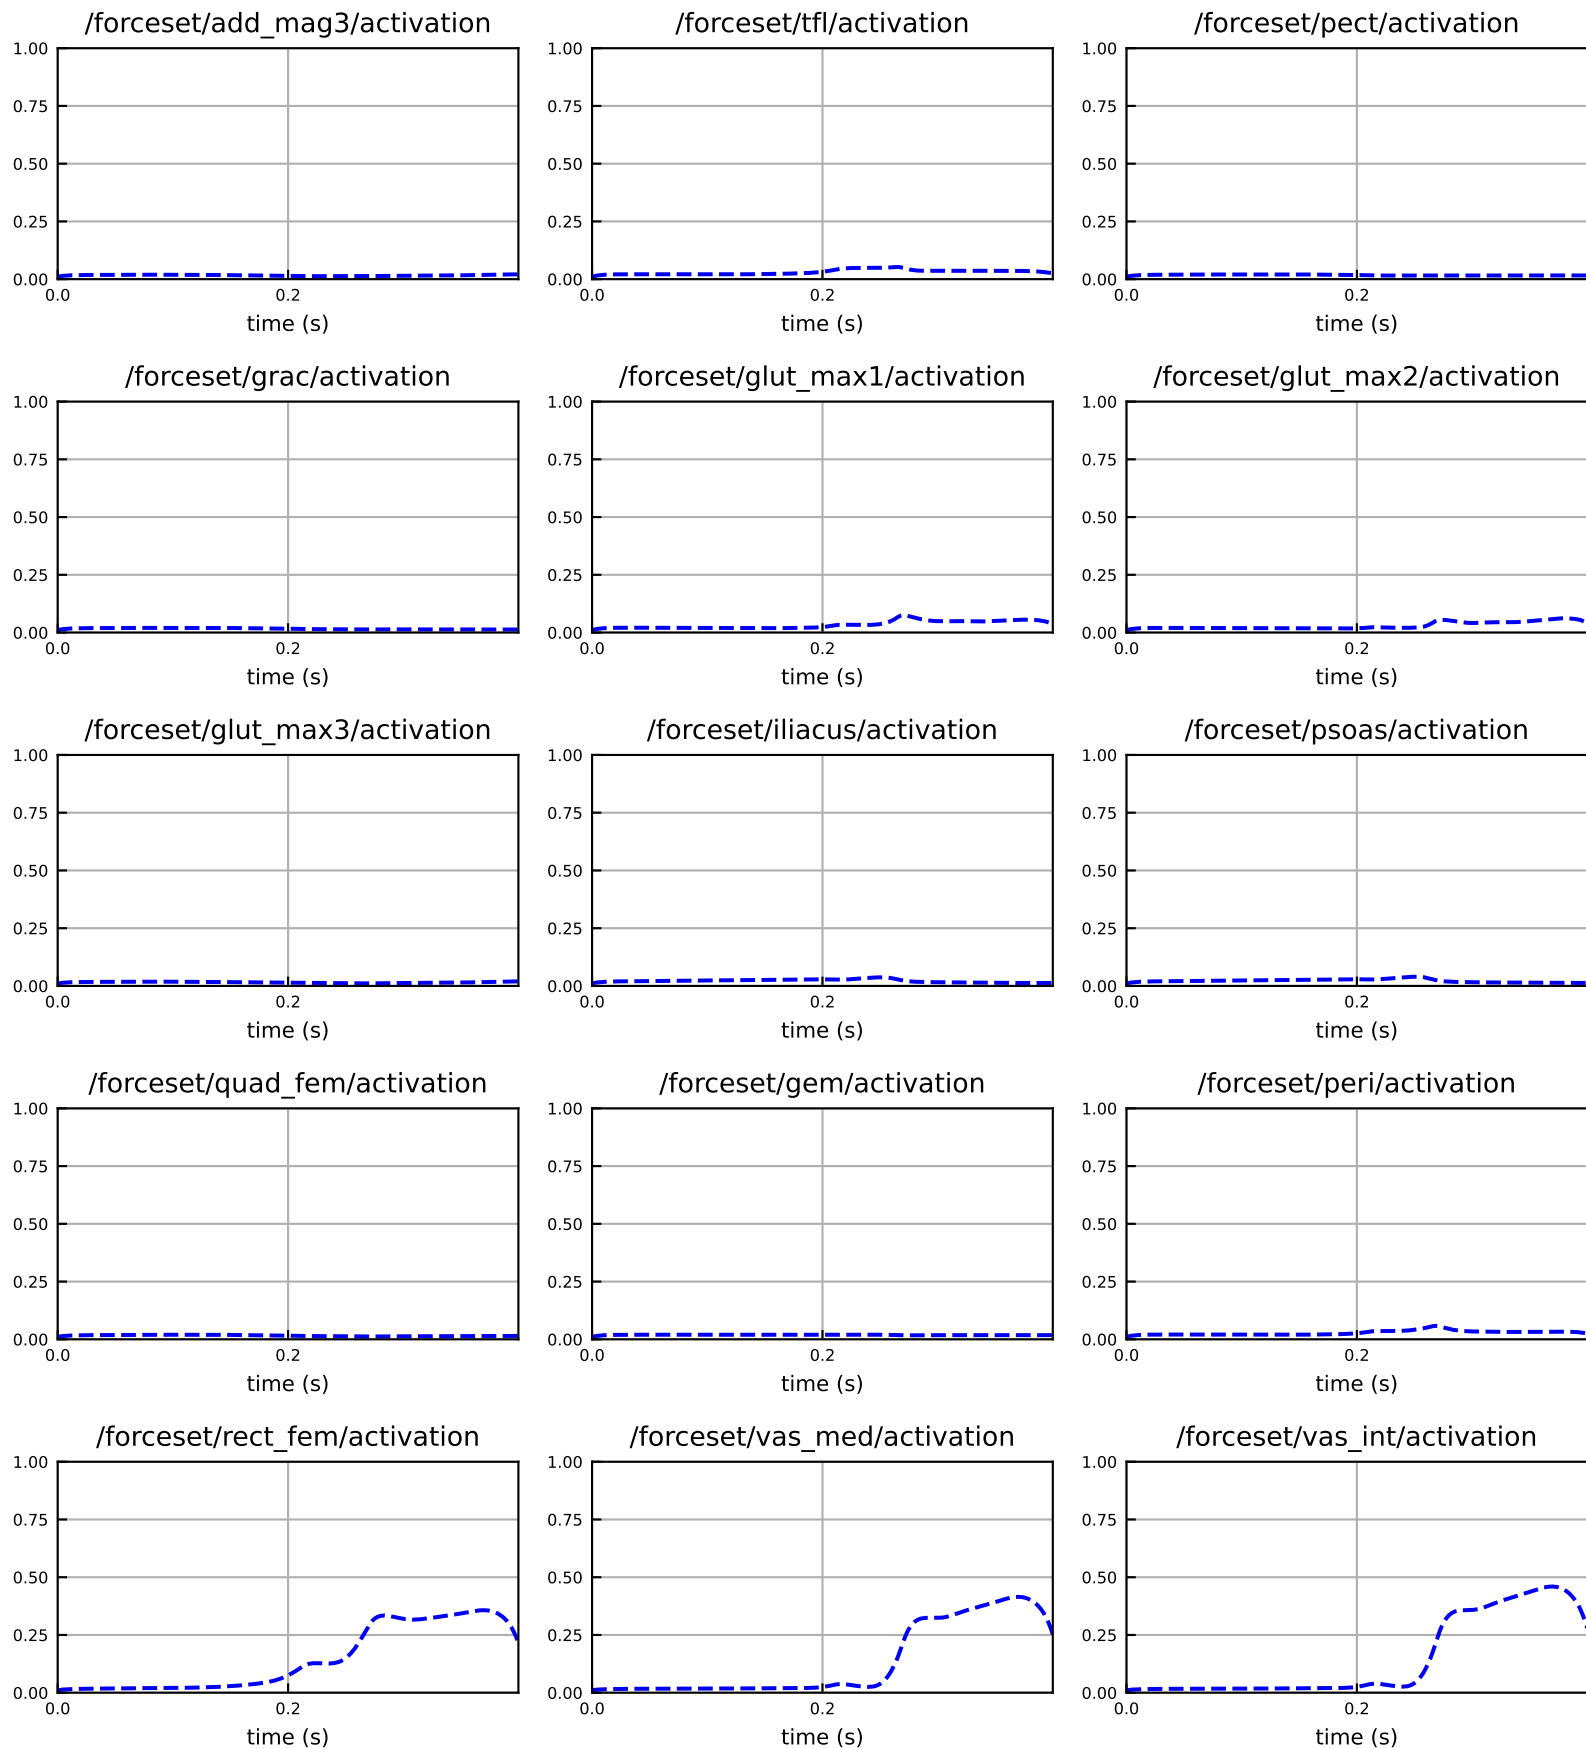 /forceset/add_mag3/activation /forceset/tfl/activation /forceset/pect/activation
1.00 1.00 1.00
0.75 0.75 0.75
0.50 0.50 0.50
0.25 0.25 0.25
0.00 0.00 0.00
0.0 0.2 0.0 0.2 0.0 0.2
time (s) time (s) time (s)
/forceset/grac/activation /forceset/glut_max1/activation /forceset/glut_max2/activation
1.00 1.00 1.00
0.75 0.75 0.75
0.50 0.50 0.50
0.25 0.25 0.25
0.00 0.00 0.00
0.0 0.2 0.0 0.2 0.0 0.2
time (s) time (s) time (s)
/forceset/glut_max3/activation /forceset/iliacus/activation /forceset/psoas/activation
1.00 1.00 1.00
0.75 0.75 0.75
0.50 0.50 0.50
0.25 0.25 0.25
0.00 0.00 0.00
0.0 0.2 0.0 0.2 0.0 0.2
time (s) time (s) time (s)
/forceset/quad_fem/activation /forceset/gem/activation /forceset/peri/activation
1.00 1.00 1.00
0.75 0.75 0.75
0.50 0.50 0.50
0.25 0.25 0.25
0.00 0.00 0.00
0.0 0.2 0.0 0.2 0.0 0.2
time (s) time (s) time (s)
/forceset/rect_fem/activation /forceset/vas_med/activation /forceset/vas_int/activation
1.00 1.00 1.00
0.75 0.75 0.75
0.50 0.50 0.50
0.25 0.25 0.25
0.00 0.00 0.00
0.0 0.2 0.0 0.2 0.0 0.2
time (s) time (s) time (s)